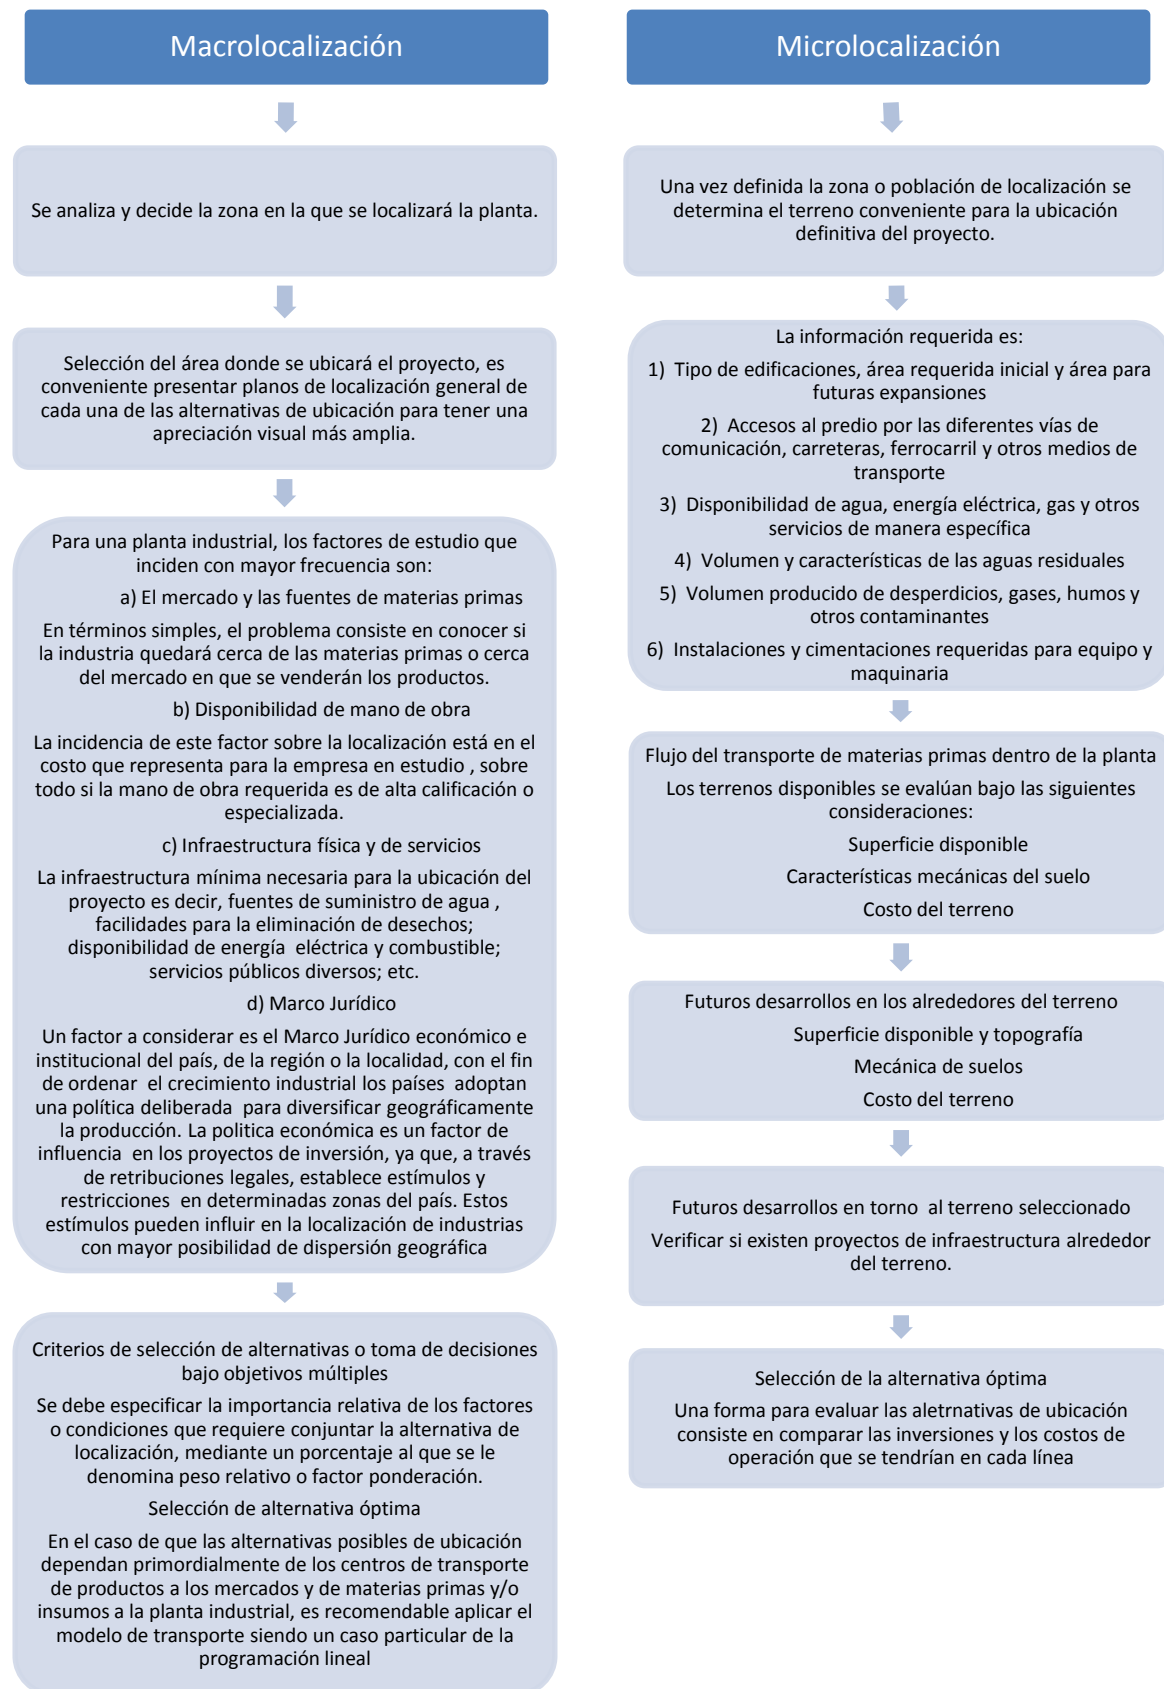 Macrolocalización
Se analiza y decide la zona en la que se localizará la planta.
Selección del área donde se ubicará el proyecto, es
conveniente presentar planos de localización general de
cada una de las alternativas de ubicación para tener una
apreciación visual más amplia.
Para una planta industrial, los factores de estudio que
inciden con mayor frecuencia son:
a) El mercado y las fuentes de materias primas
En términos simples, el problema consiste en conocer si
la industria quedará cerca de las materias primas o cerca
del mercado en que se venderán los productos.
b) Disponibilidad de mano de obra
La incidencia de este factor sobre la localización está en el
costo que representa para la empresa en estudio , sobre
todo si la mano de obra requerida es de alta calificación o
especializada.
c) Infraestructura física y de servicios
La infraestructura mínima necesaria para la ubicación del
proyecto es decir, fuentes de suministro de agua ,
facilidades para la eliminación de desechos;
disponibilidad de energía eléctrica y combustible;
servicios públicos diversos; etc.
d) Marco Jurídico
Un factor a considerar es el Marco Jurídico económico e
institucional del país, de la región o la localidad, con el fin
de ordenar el crecimiento industrial los países adoptan
una política deliberada para diversificar geográficamente
la producción. La politica económica es un factor de
influencia en los proyectos de inversión, ya que, a través
de retribuciones legales, establece estímulos y
restricciones en determinadas zonas del país. Estos
estímulos pueden influir en la localización de industrias
con mayor posibilidad de dispersión geográfica
Criterios de selección de alternativas o toma de decisiones
bajo objetivos múltiples
Se debe especificar la importancia relativa de los factores
o condiciones que requiere conjuntar la alternativa de
localización, mediante un porcentaje al que se le
denomina peso relativo o factor ponderación.
Selección de alternativa óptima
En el caso de que las alternativas posibles de ubicación
dependan primordialmente de los centros de transporte
de productos a los mercados y de materias primas y/o
insumos a la planta industrial, es recomendable aplicar el
modelo de transporte siendo un caso particular de la
programación lineal
Microlocalización
Una vez definida la zona o población de localización se
determina el terreno conveniente para la ubicación
definitiva del proyecto.
La información requerida es:
1) Tipo de edificaciones, área requerida inicial y área para
futuras expansiones
2) Accesos al predio por las diferentes vías de
comunicación, carreteras, ferrocarril y otros medios de
transporte
3) Disponibilidad de agua, energía eléctrica, gas y otros
servicios de manera específica
4) Volumen y características de las aguas residuales
5) Volumen producido de desperdicios, gases, humos y
otros contaminantes
6) Instalaciones y cimentaciones requeridas para equipo y
maquinaria
Flujo del transporte de materias primas dentro de la planta
Los terrenos disponibles se evalúan bajo las siguientes
consideraciones:
Superficie disponible
Características mecánicas del suelo
Costo del terreno
Futuros desarrollos en los alrededores del terreno
Superficie disponible y topografía
Mecánica de suelos
Costo del terreno
Futuros desarrollos en torno al terreno seleccionado
Verificar si existen proyectos de infraestructura alrededor
del terreno.
Selección de la alternativa óptima
Una forma para evaluar las aletrnativas de ubicación
consiste en comparar las inversiones y los costos de
operación que se tendrían en cada línea